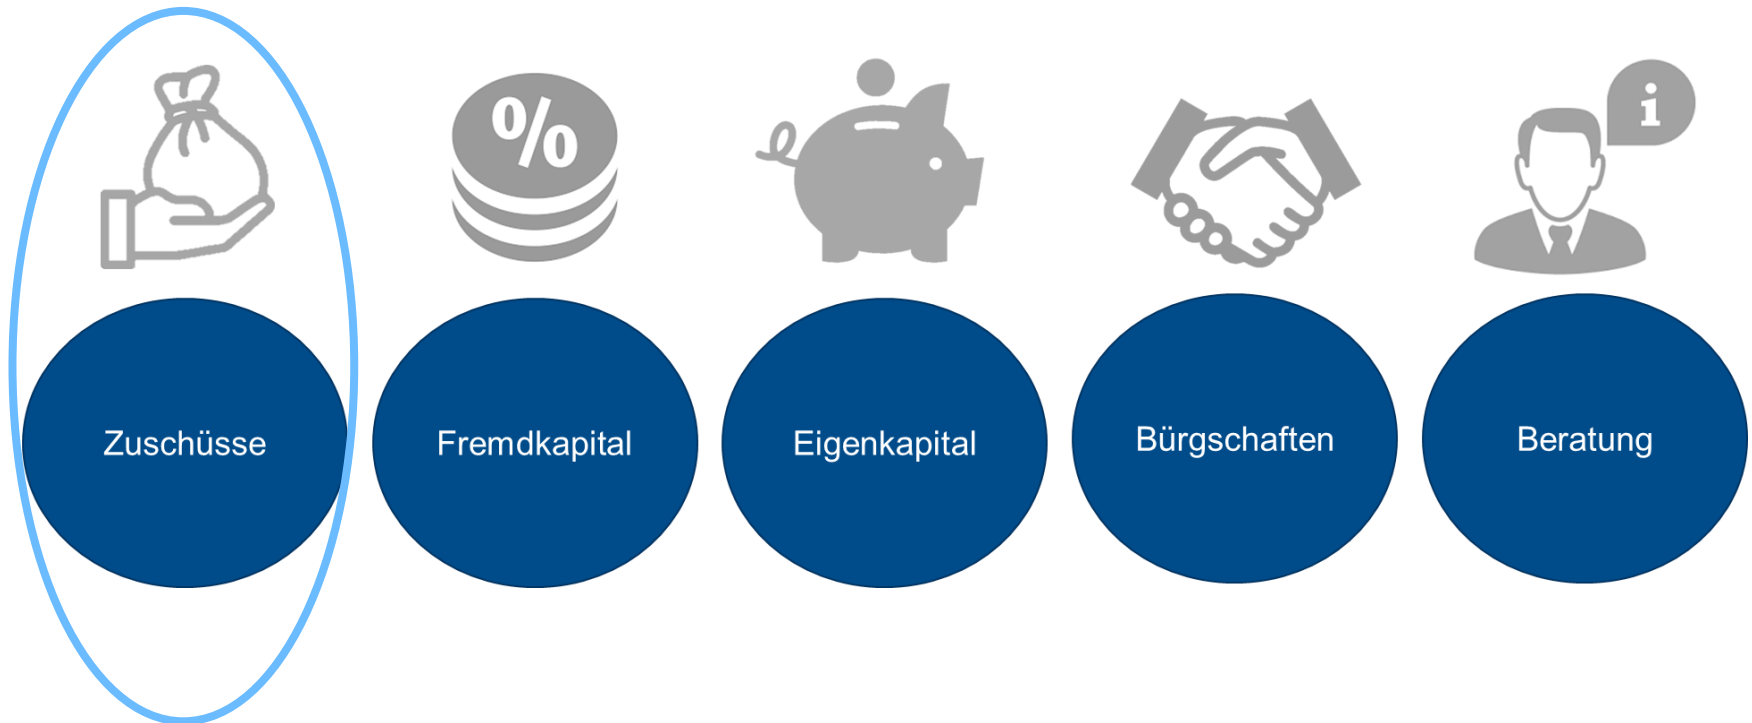 %
i
Zuschüsse
Fremdkapital
Eigenkapital
Bürgschaften
Beratung